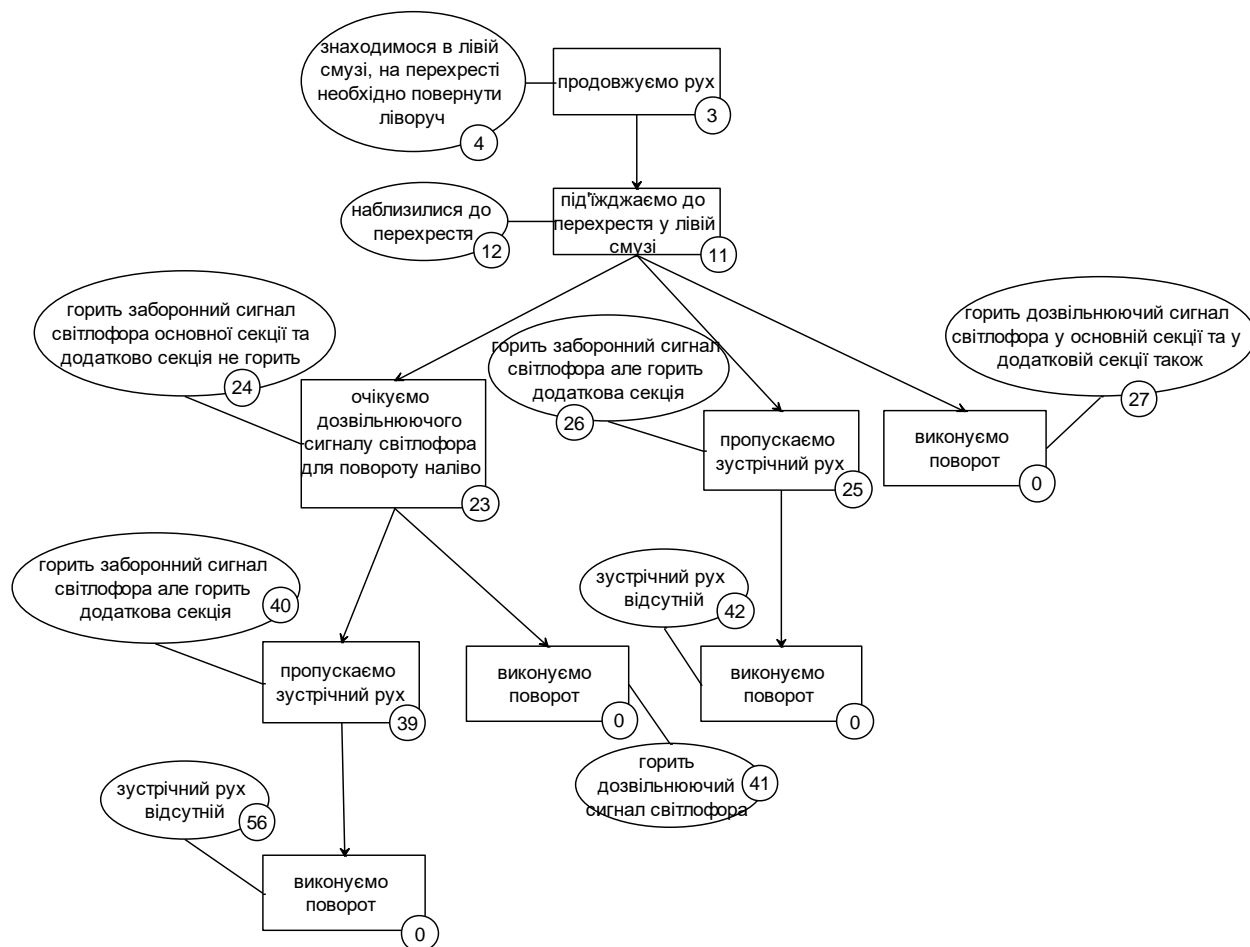 знаходимося в лівій
смузі, на перехресті
необхідно повернути
ліворуч
4
продовжуємо рух
3
наблизилися до
перехрестя
12
під'їжджаємо до
перехрестя у лівій
смузі
11
горить заборонний сигнал
світлофора основної секції та
додатково секція не горить
24
горить заборонний сигнал
світлофора але горить
додаткова секція
26
горить дозвільнюючий сигнал
світлофора у основній секції та у
додатковій секції також
27
очікуємо
дозвільнюючого
сигналу світлофора
для повороту наліво
23
пропускаємо
зустрічний рух
25
виконуємо
поворот
0
горить заборонний сигнал
світлофора але горить
додаткова секція
40
зустрічний рух
відсутній
42
пропускаємо
зустрічний рух
39
виконуємо
поворот
0
виконуємо
поворот
0
горить
дозвільнюючий
сигнал світлофора
41
зустрічний рух
відсутній
56
виконуємо
поворот
0